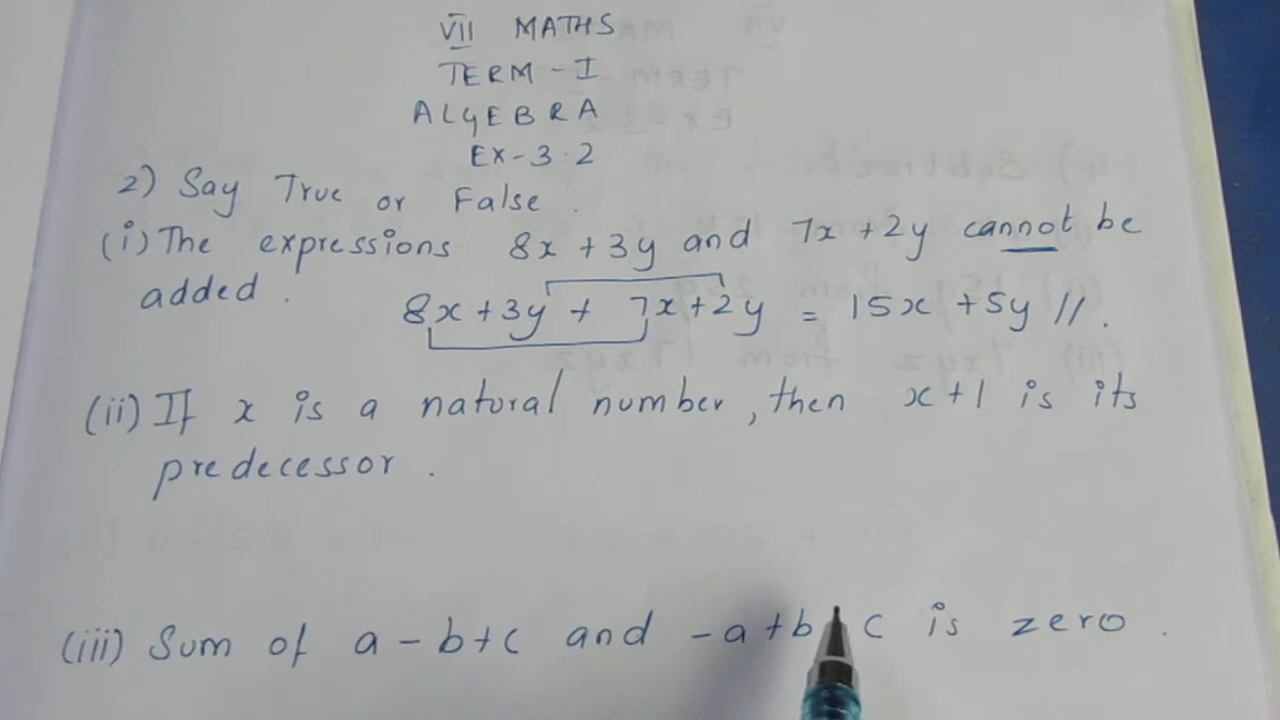 VII MATHS
TERM - I
ALGEBRA
EX - 3.2
2) Say True or False.
(i) The expressions 8x + 3y and 7x + 2y cannot be
added.
8x + 3y + 7x + 2y = 15x + 5y //.
(ii) If x is a natural number, then x + 1 is its
predecessor.
(iii) Sum of a - b + c and - a + b c is zero.